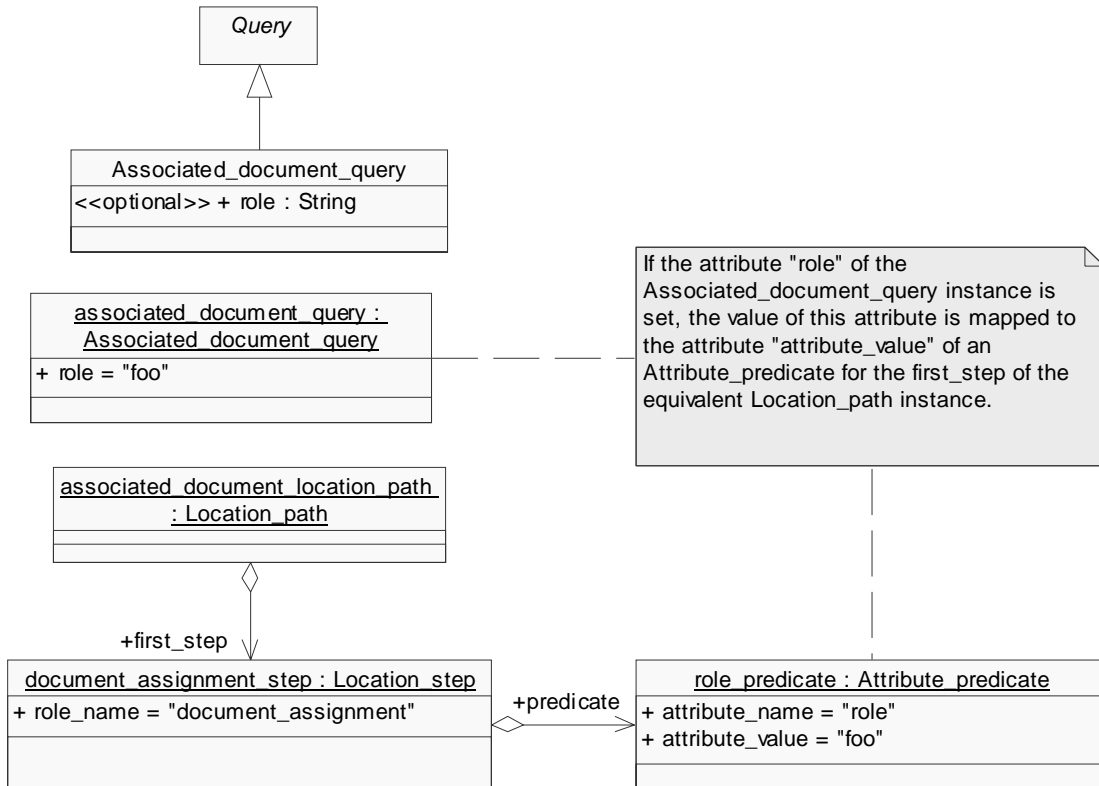 Query
Associated_document_query
<<optional>> + role : String
associated_document_query :
Associated_document_query
+ role = "foo"
If the attribute "role" of the
Associated_document_query instance is
set, the value of this attribute is mapped to
the attribute "attribute_value" of an
Attribute_predicate for the first_step of the
equivalent Location_path instance.
associated_document_location_path
: Location_path
+first_step
document_assignment_step : Location_step
+ role_name = "document_assignment"
+predicate
role_predicate : Attribute_predicate
+ attribute_name = "role"
+ attribute_value = "foo"